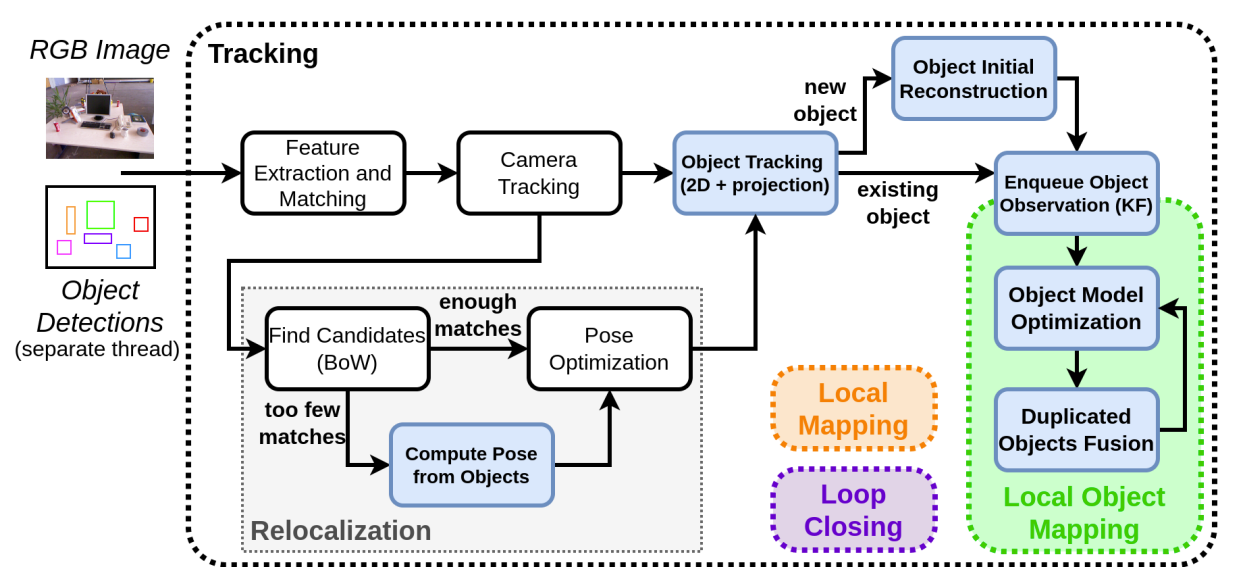 RGB Image
Object
Detections
(separate thread)
Tracking
Feature
Extraction and
Matching
Camera
Tracking
Object Tracking
(2D + projection)
new
object
existing
object
Object Initial
Reconstruction
Enqueue Object
Observation (KF)
Object Model
Optimization
Duplicated
Objects Fusion
Local Object
Mapping
Find Candidates
(BoW)
enough
matches
Pose
Optimization
too few
matches
Compute Pose
from Objects
Relocalization
Local
Mapping
Loop
Closing